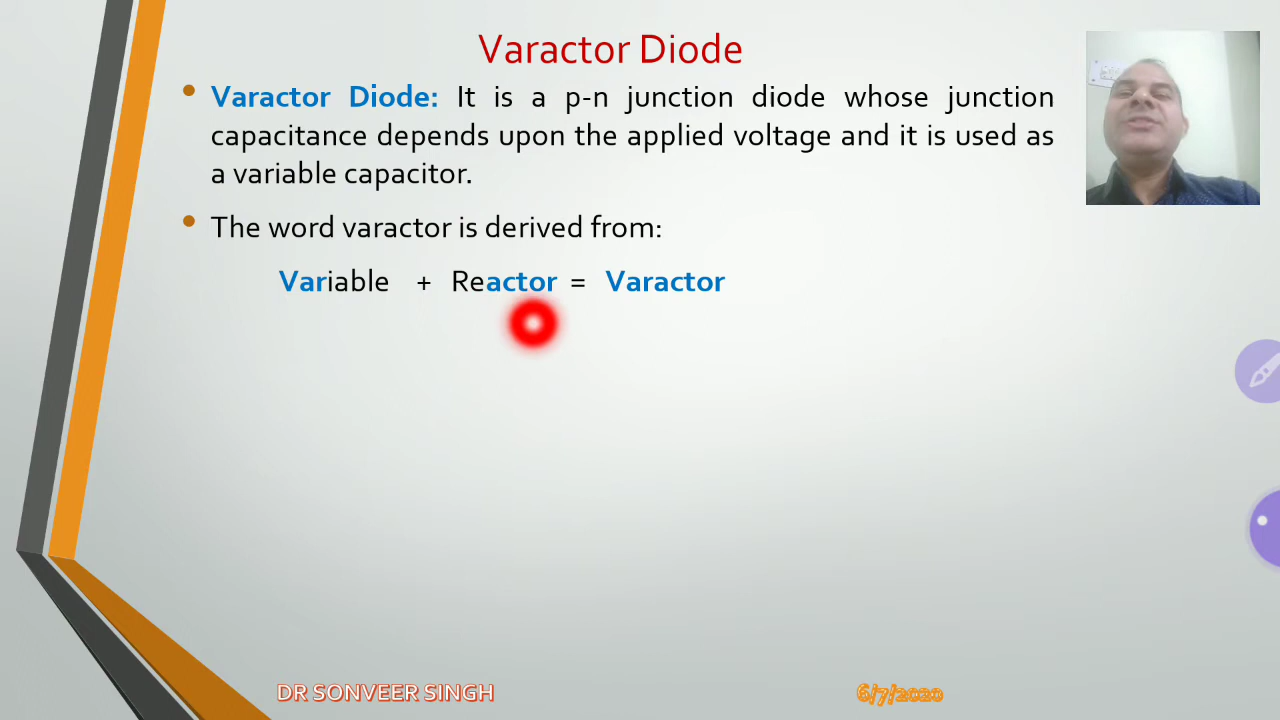 Varactor Diode
Varactor Diode: It is a p-n junction diode whose junction
capacitance depends upon the applied voltage and it is used as
a variable capacitor.
The word varactor is derived from:
Variable + Reactor = Varactor
DR SONVEER SINGH
6/7/2020